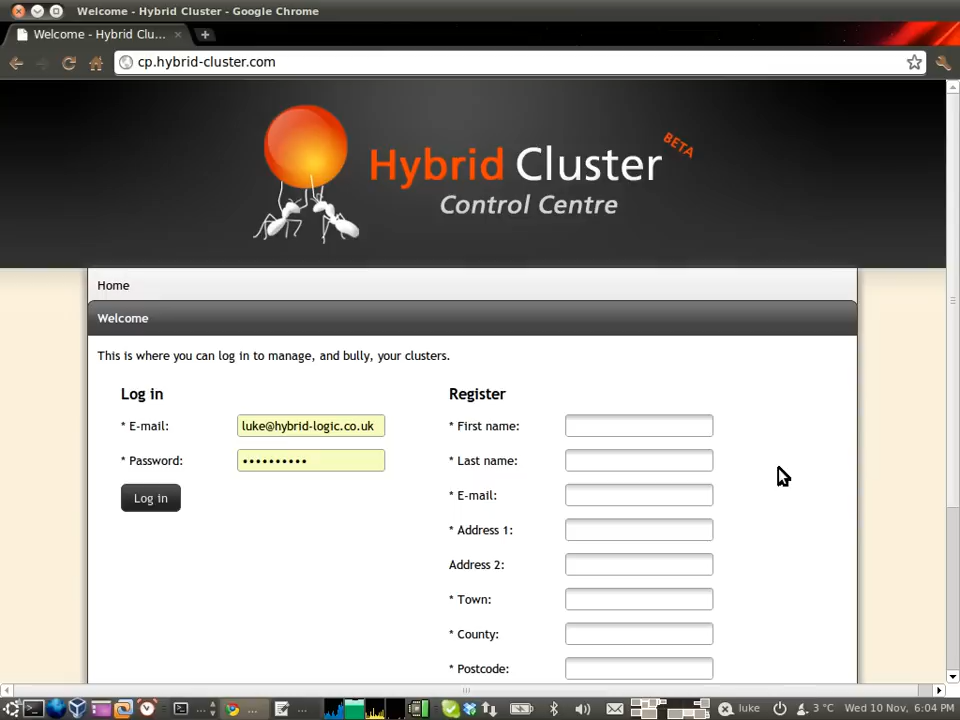 Welcome - Hybrid Cluster - Google Chrome
Welcome - Hybrid Clu...
cp.hybrid-cluster.com
Hybrid Cluster BETA
Control Centre
Home
Welcome
This is where you can log in to manage, and bully, your clusters.
Log in
* E-mail: luke@hybrid-logic.co.uk
* Password: ••••••••••
Log in
Register
* First name:
* Last name:
* E-mail:
* Address 1:
Address 2:
* Town:
* County:
* Postcode:
... ... ... luke 3 °C Wed 10 Nov, 6:04 PM